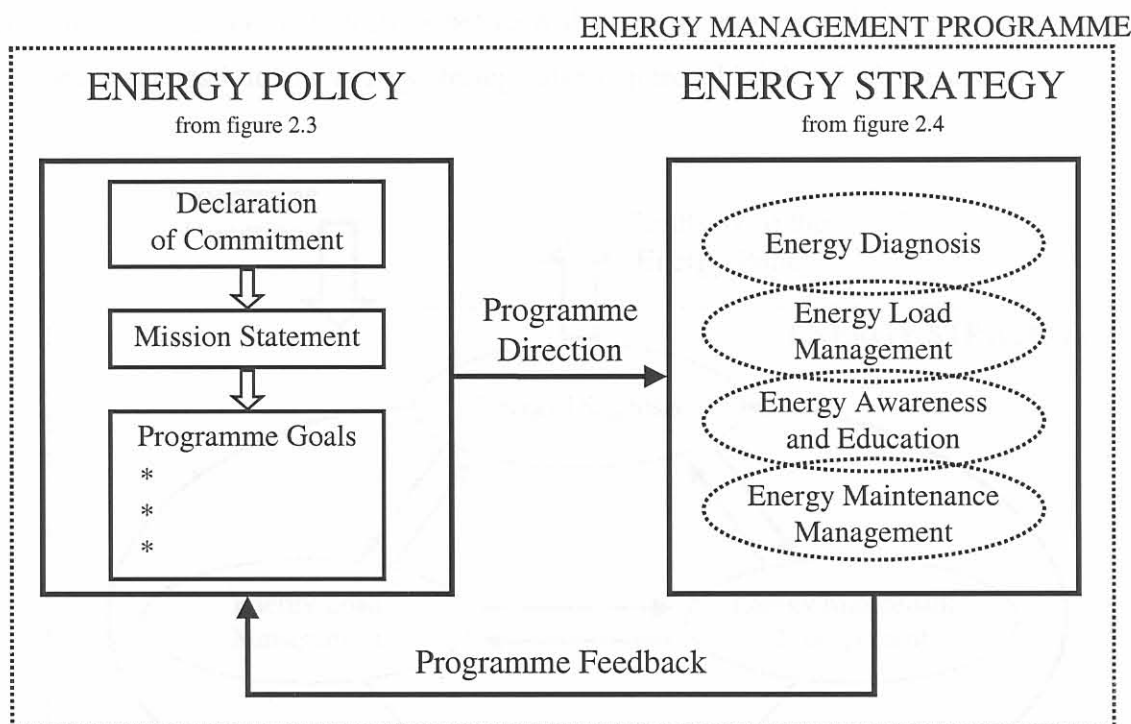 ENERGY MANAGEMENT PROGRAMME
ENERGY POLICY
from figure 2.3
Declaration
of Commitment
Mission Statement
Programme Goals
*
*
*
Programme
Direction
ENERGY STRATEGY
from figure 2.4
Energy Diagnosis
Energy Load
Management
Energy Awareness
and Education
Energy Maintenance
Management
Programme Feedback